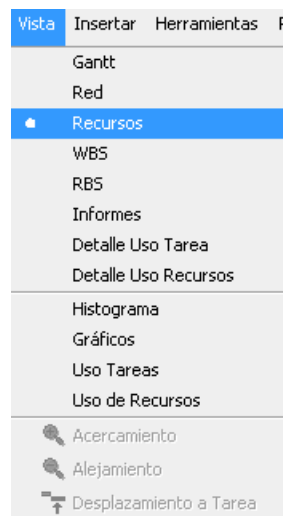 Vista Insertar Herramientas
Gantt
Red
Recursos
WBS
RBS
Informes
Detalle Uso Tarea
Detalle Uso Recursos
Histograma
Gráficos
Uso Tareas
Uso de Recursos
Acercamiento
Alejamiento
Desplazamiento a Tarea